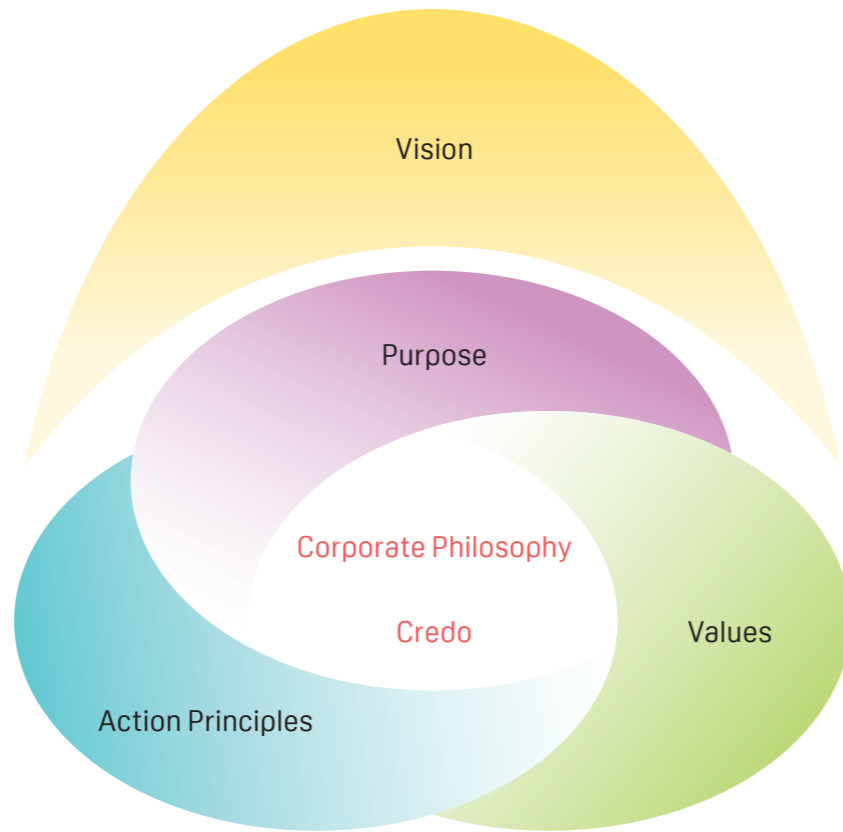 Vision
Purpose
Corporate Philosophy
Credo
Values
Action Principles